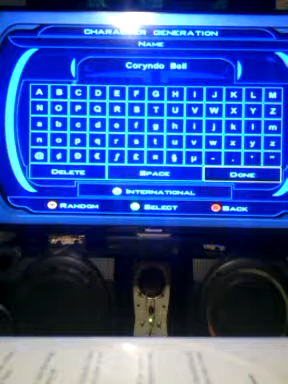 CHARACTER GENERATION
NAME
Coryndo Bell
A B C D E F G H I J K L M
N O P Q R S T U V W X Y Z
a b c d e f g h i j k l m
n o p q r s t u v w x y z
DELETE SPACE DONE
INTERNATIONAL
RANDOM SELECT BACK